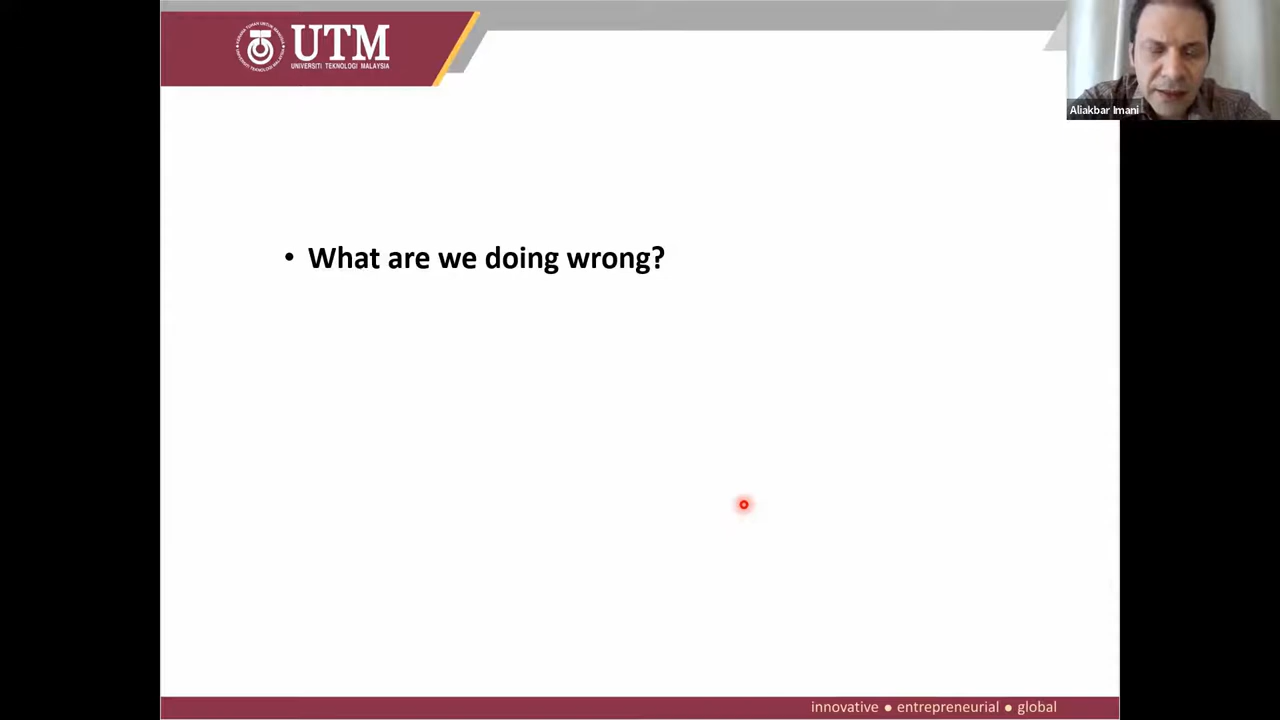 UTM
UNIVERSITI TEKNOLOGI MALAYSIA
Aliakbar Imani
• What are we doing wrong?
innovative ● entrepreneurial ● global